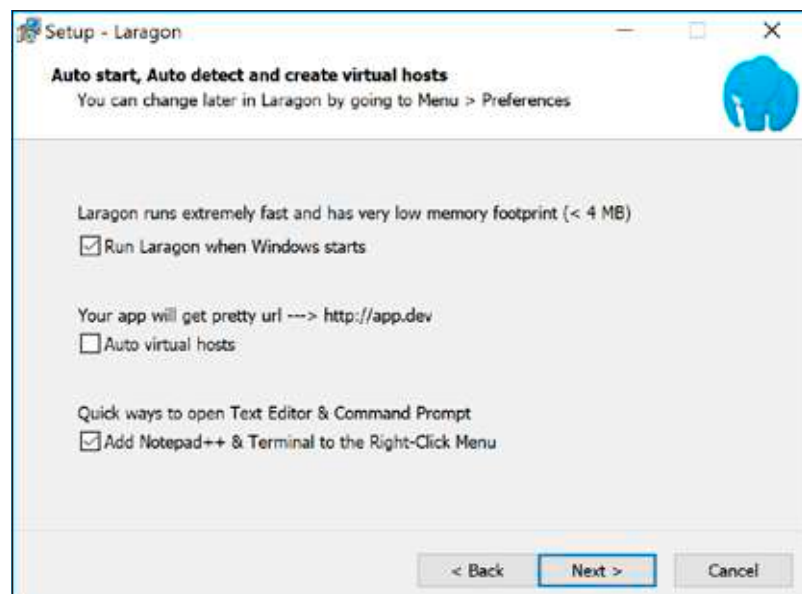 Setup - Laragon
Auto start, Auto detect and create virtual hosts
You can change later in Laragon by going to Menu > Preferences
Laragon runs extremely fast and has very low memory footprint (< 4 MB)
Run Laragon when Windows starts
Your app will get pretty url ---> http://app.dev
Auto virtual hosts
Quick ways to open Text Editor & Command Prompt
Add Notepad++ & Terminal to the Right-Click Menu
< Back Next > Cancel